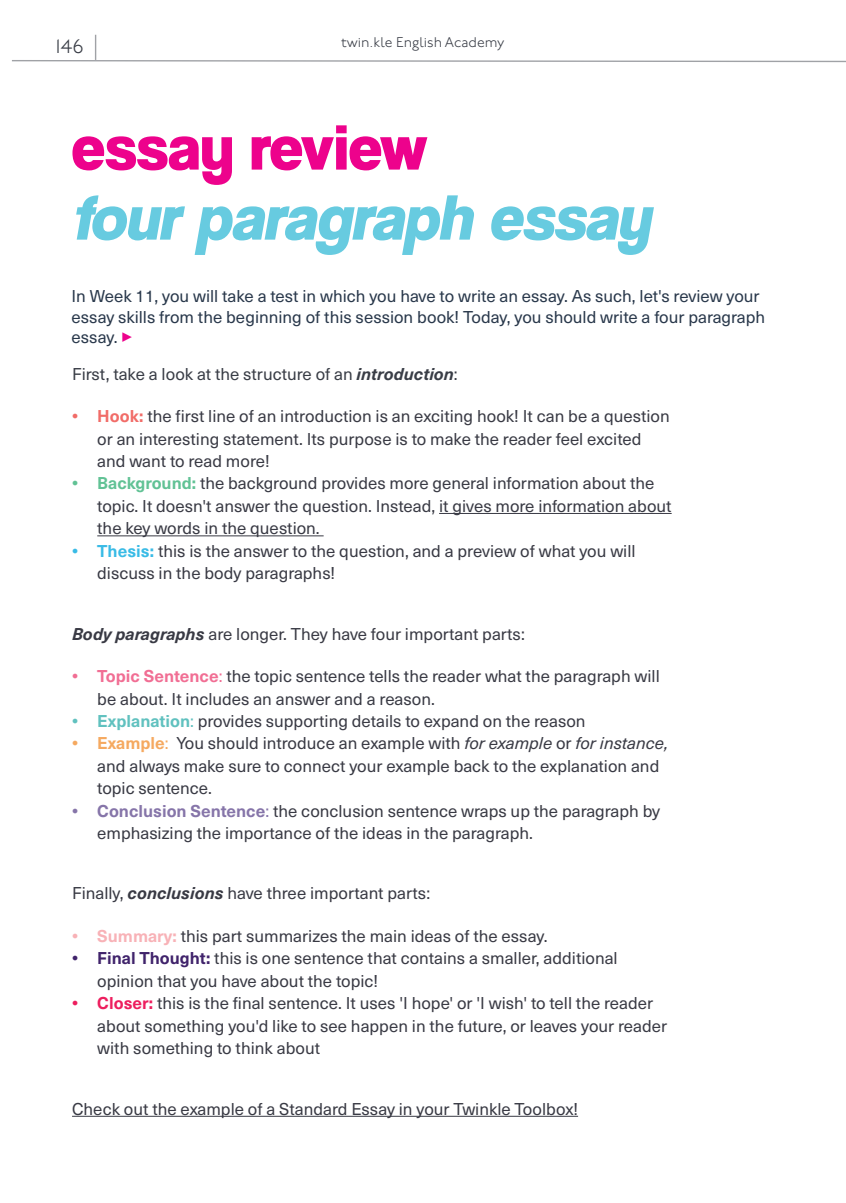 146
twin.kle English Academy
essay review
four paragraph essay
In Week 11, you will take a test in which you have to write an essay. As such, let's review your
essay skills from the beginning of this session book! Today, you should write a four paragraph
essay. ▶
First, take a look at the structure of an introduction:
• Hook: the first line of an introduction is an exciting hook! It can be a question
or an interesting statement. Its purpose is to make the reader feel excited
and want to read more!
• Background: the background provides more general information about the
topic. It doesn't answer the question. Instead, it gives more information about
the key words in the question.
• Thesis: this is the answer to the question, and a preview of what you will
discuss in the body paragraphs!
Body paragraphs are longer. They have four important parts:
• Topic Sentence: the topic sentence tells the reader what the paragraph will
be about. It includes an answer and a reason.
• Explanation: provides supporting details to expand on the reason
• Example: You should introduce an example with for example or for instance,
and always make sure to connect your example back to the explanation and
topic sentence.
• Conclusion Sentence: the conclusion sentence wraps up the paragraph by
emphasizing the importance of the ideas in the paragraph.
Finally, conclusions have three important parts:
• Summary: this part summarizes the main ideas of the essay.
• Final Thought: this is one sentence that contains a smaller, additional
opinion that you have about the topic!
• Closer: this is the final sentence. It uses 'I hope' or 'I wish' to tell the reader
about something you'd like to see happen in the future, or leaves your reader
with something to think about
Check out the example of a Standard Essay in your Twinkle Toolbox!